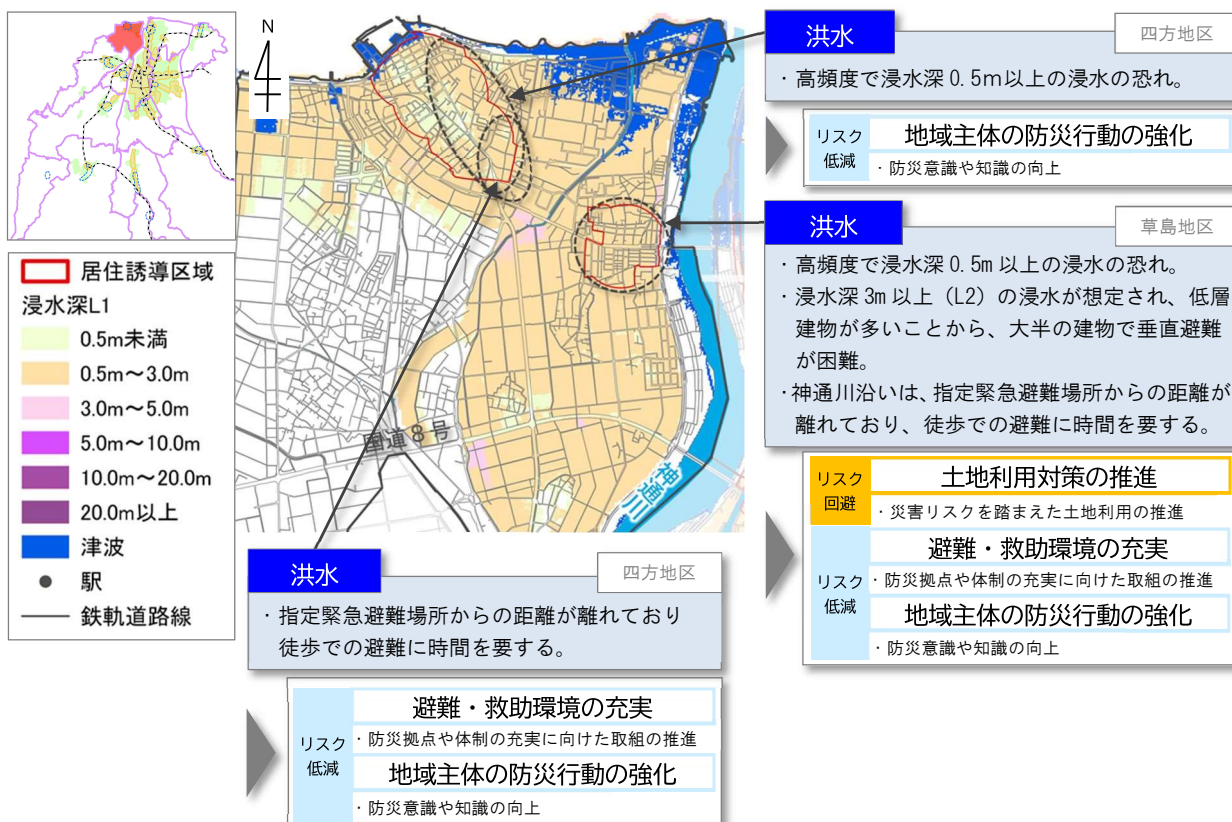 N
居住誘導区域
浸水深L1
0.5m未満
0.5m～3.0m
3.0m～5.0m
5.0m～10.0m
10.0m～20.0m
20.0m以上
津波
駅
鉄軌道路線
国道8号
神通川
洪水
四方地区
・高頻度で浸水深 0.5m以上の浸水の恐れ。
リスク
低減
地域主体の防災行動の強化
・防災意識や知識の向上
洪水
草島地区
・高頻度で浸水深 0.5m 以上の浸水の恐れ。
・浸水深 3m 以上（L2）の浸水が想定され、低層
建物が多いことから、大半の建物で垂直避難
が困難。
・神通川沿いは、指定緊急避難場所からの距離が
離れており、徒歩での避難に時間を要する。
リスク
回避
土地利用対策の推進
・災害リスクを踏まえた土地利用の推進
リスク
低減
避難・救助環境の充実
・防災拠点や体制の充実に向けた取組の推進
地域主体の防災行動の強化
・防災意識や知識の向上
洪水
四方地区
・指定緊急避難場所からの距離が離れており
徒歩での避難に時間を要する。
リスク
低減
避難・救助環境の充実
・防災拠点や体制の充実に向けた取組の推進
地域主体の防災行動の強化
・防災意識や知識の向上